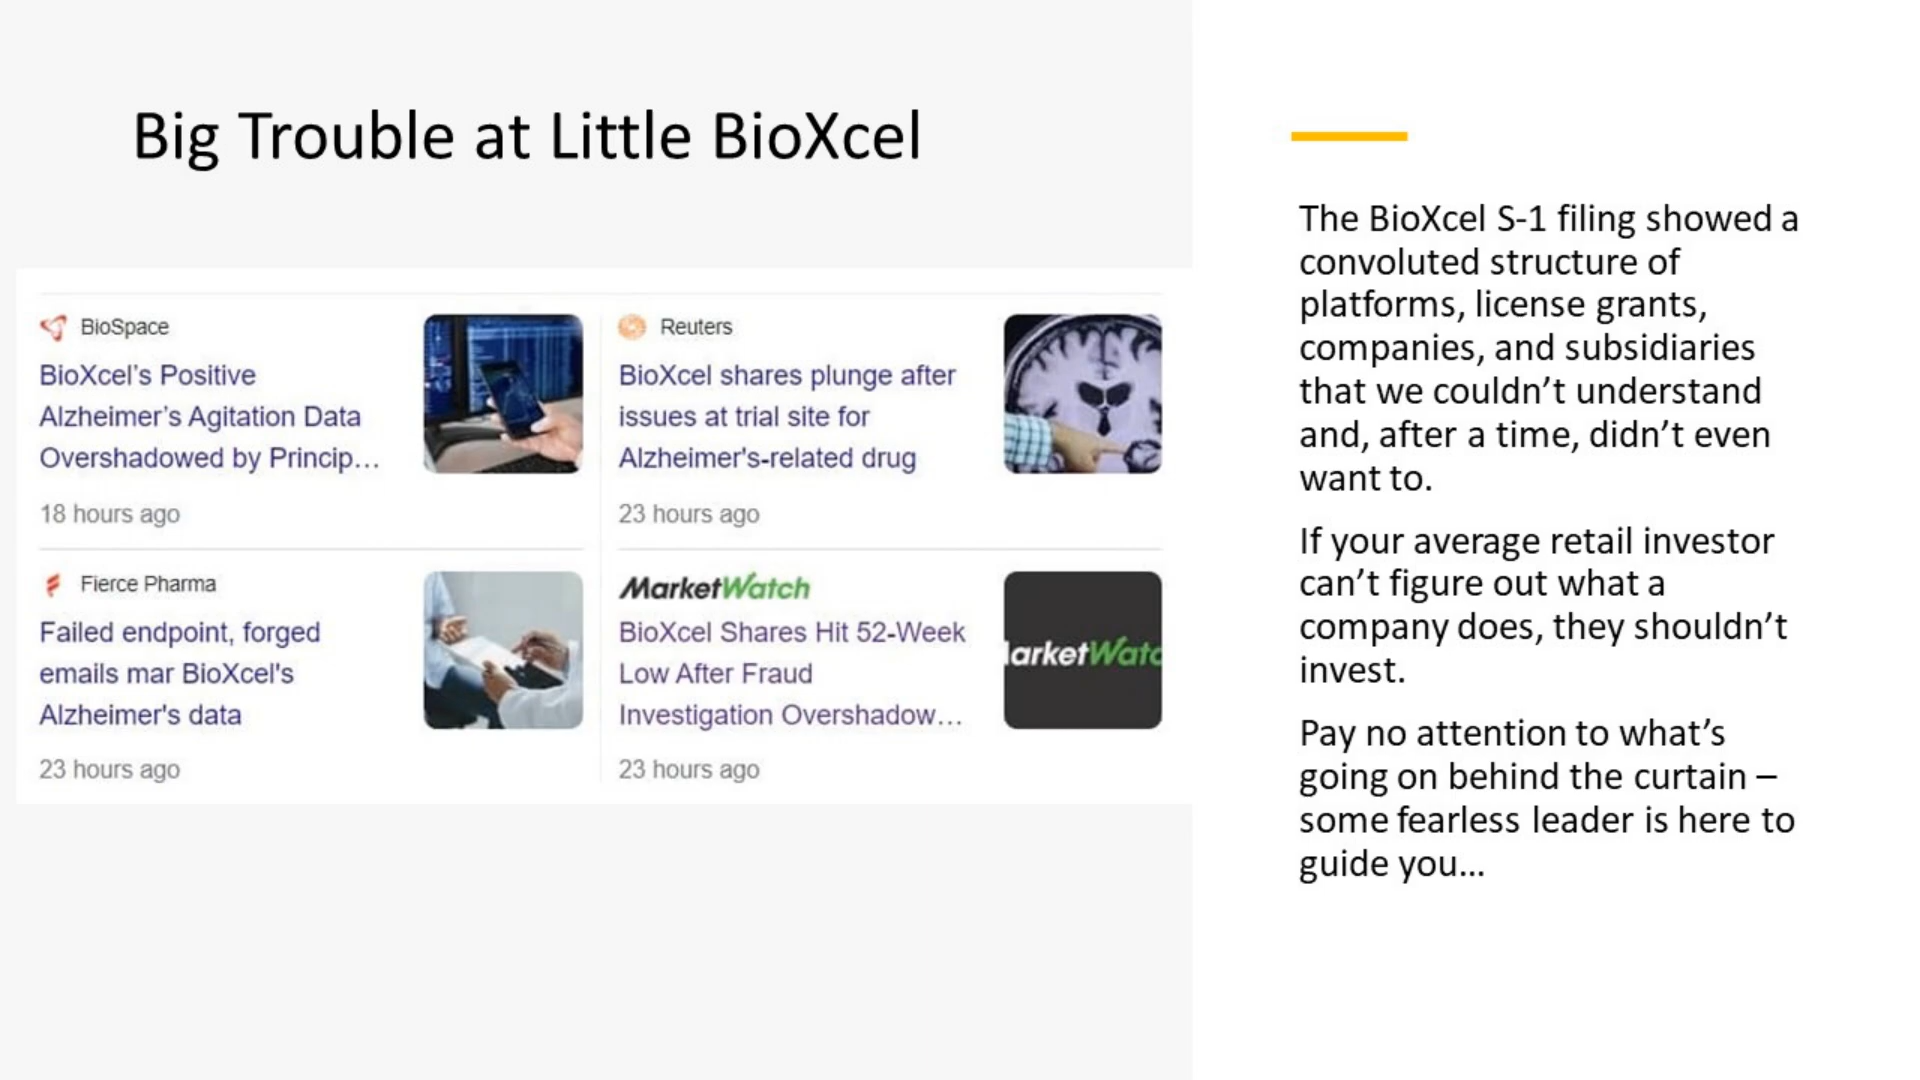 Big Trouble at Little BioXcel
BioSpace
BioXcel's Positive
Alzheimer's Agitation Data
Overshadowed by Princip...
18 hours ago
Reuters
BioXcel shares plunge after
issues at trial site for
Alzheimer's-related drug
23 hours ago
Fierce Pharma
Failed endpoint, forged
emails mar BioXcel's
Alzheimer's data
23 hours ago
MarketWatch
BioXcel Shares Hit 52-Week
Low After Fraud
Investigation Overshadow...
23 hours ago
arketWatc
The BioXcel S-1 filing showed a
convoluted structure of
platforms, license grants,
companies, and subsidiaries
that we couldn't understand
and, after a time, didn't even
want to.
If your average retail investor
can't figure out what a
company does, they shouldn't
invest.
Pay no attention to what's
going on behind the curtain –
some fearless leader is here to
guide you...